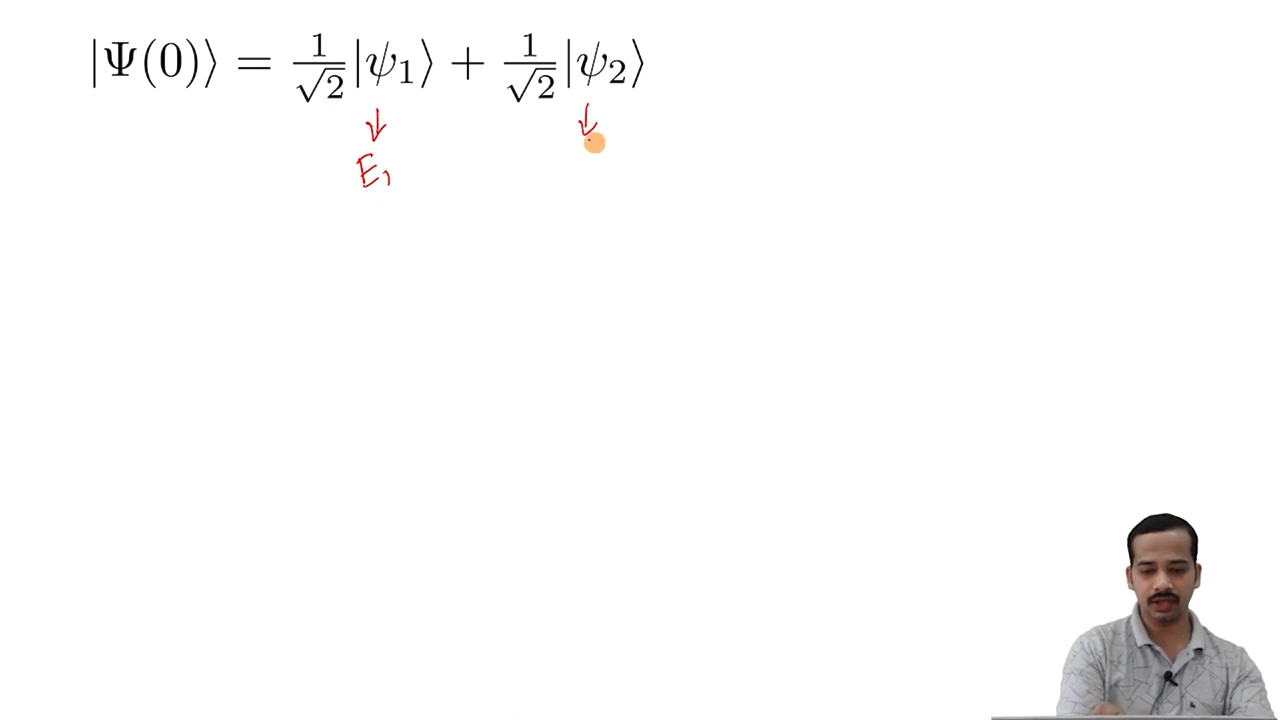 |Ψ(0)⟩ = 1/√2 |ψ₁⟩ + 1/√2 |ψ₂⟩
↓ ↓
E₁